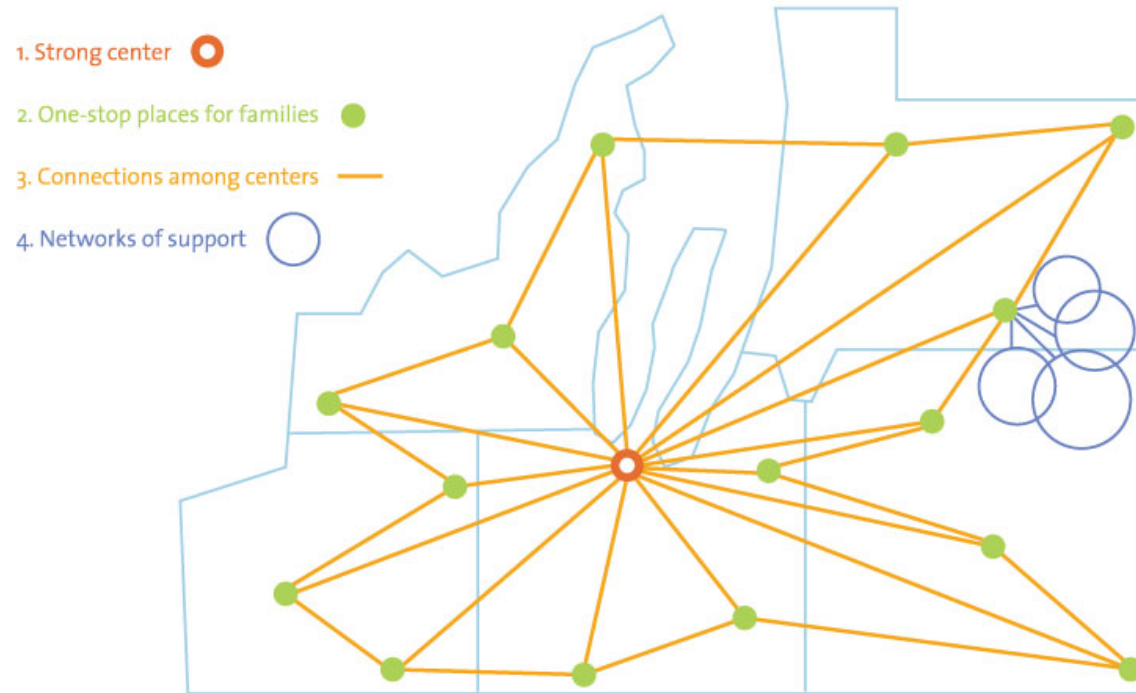 1. Strong center
2. One-stop places for families
3. Connections among centers
4. Networks of support